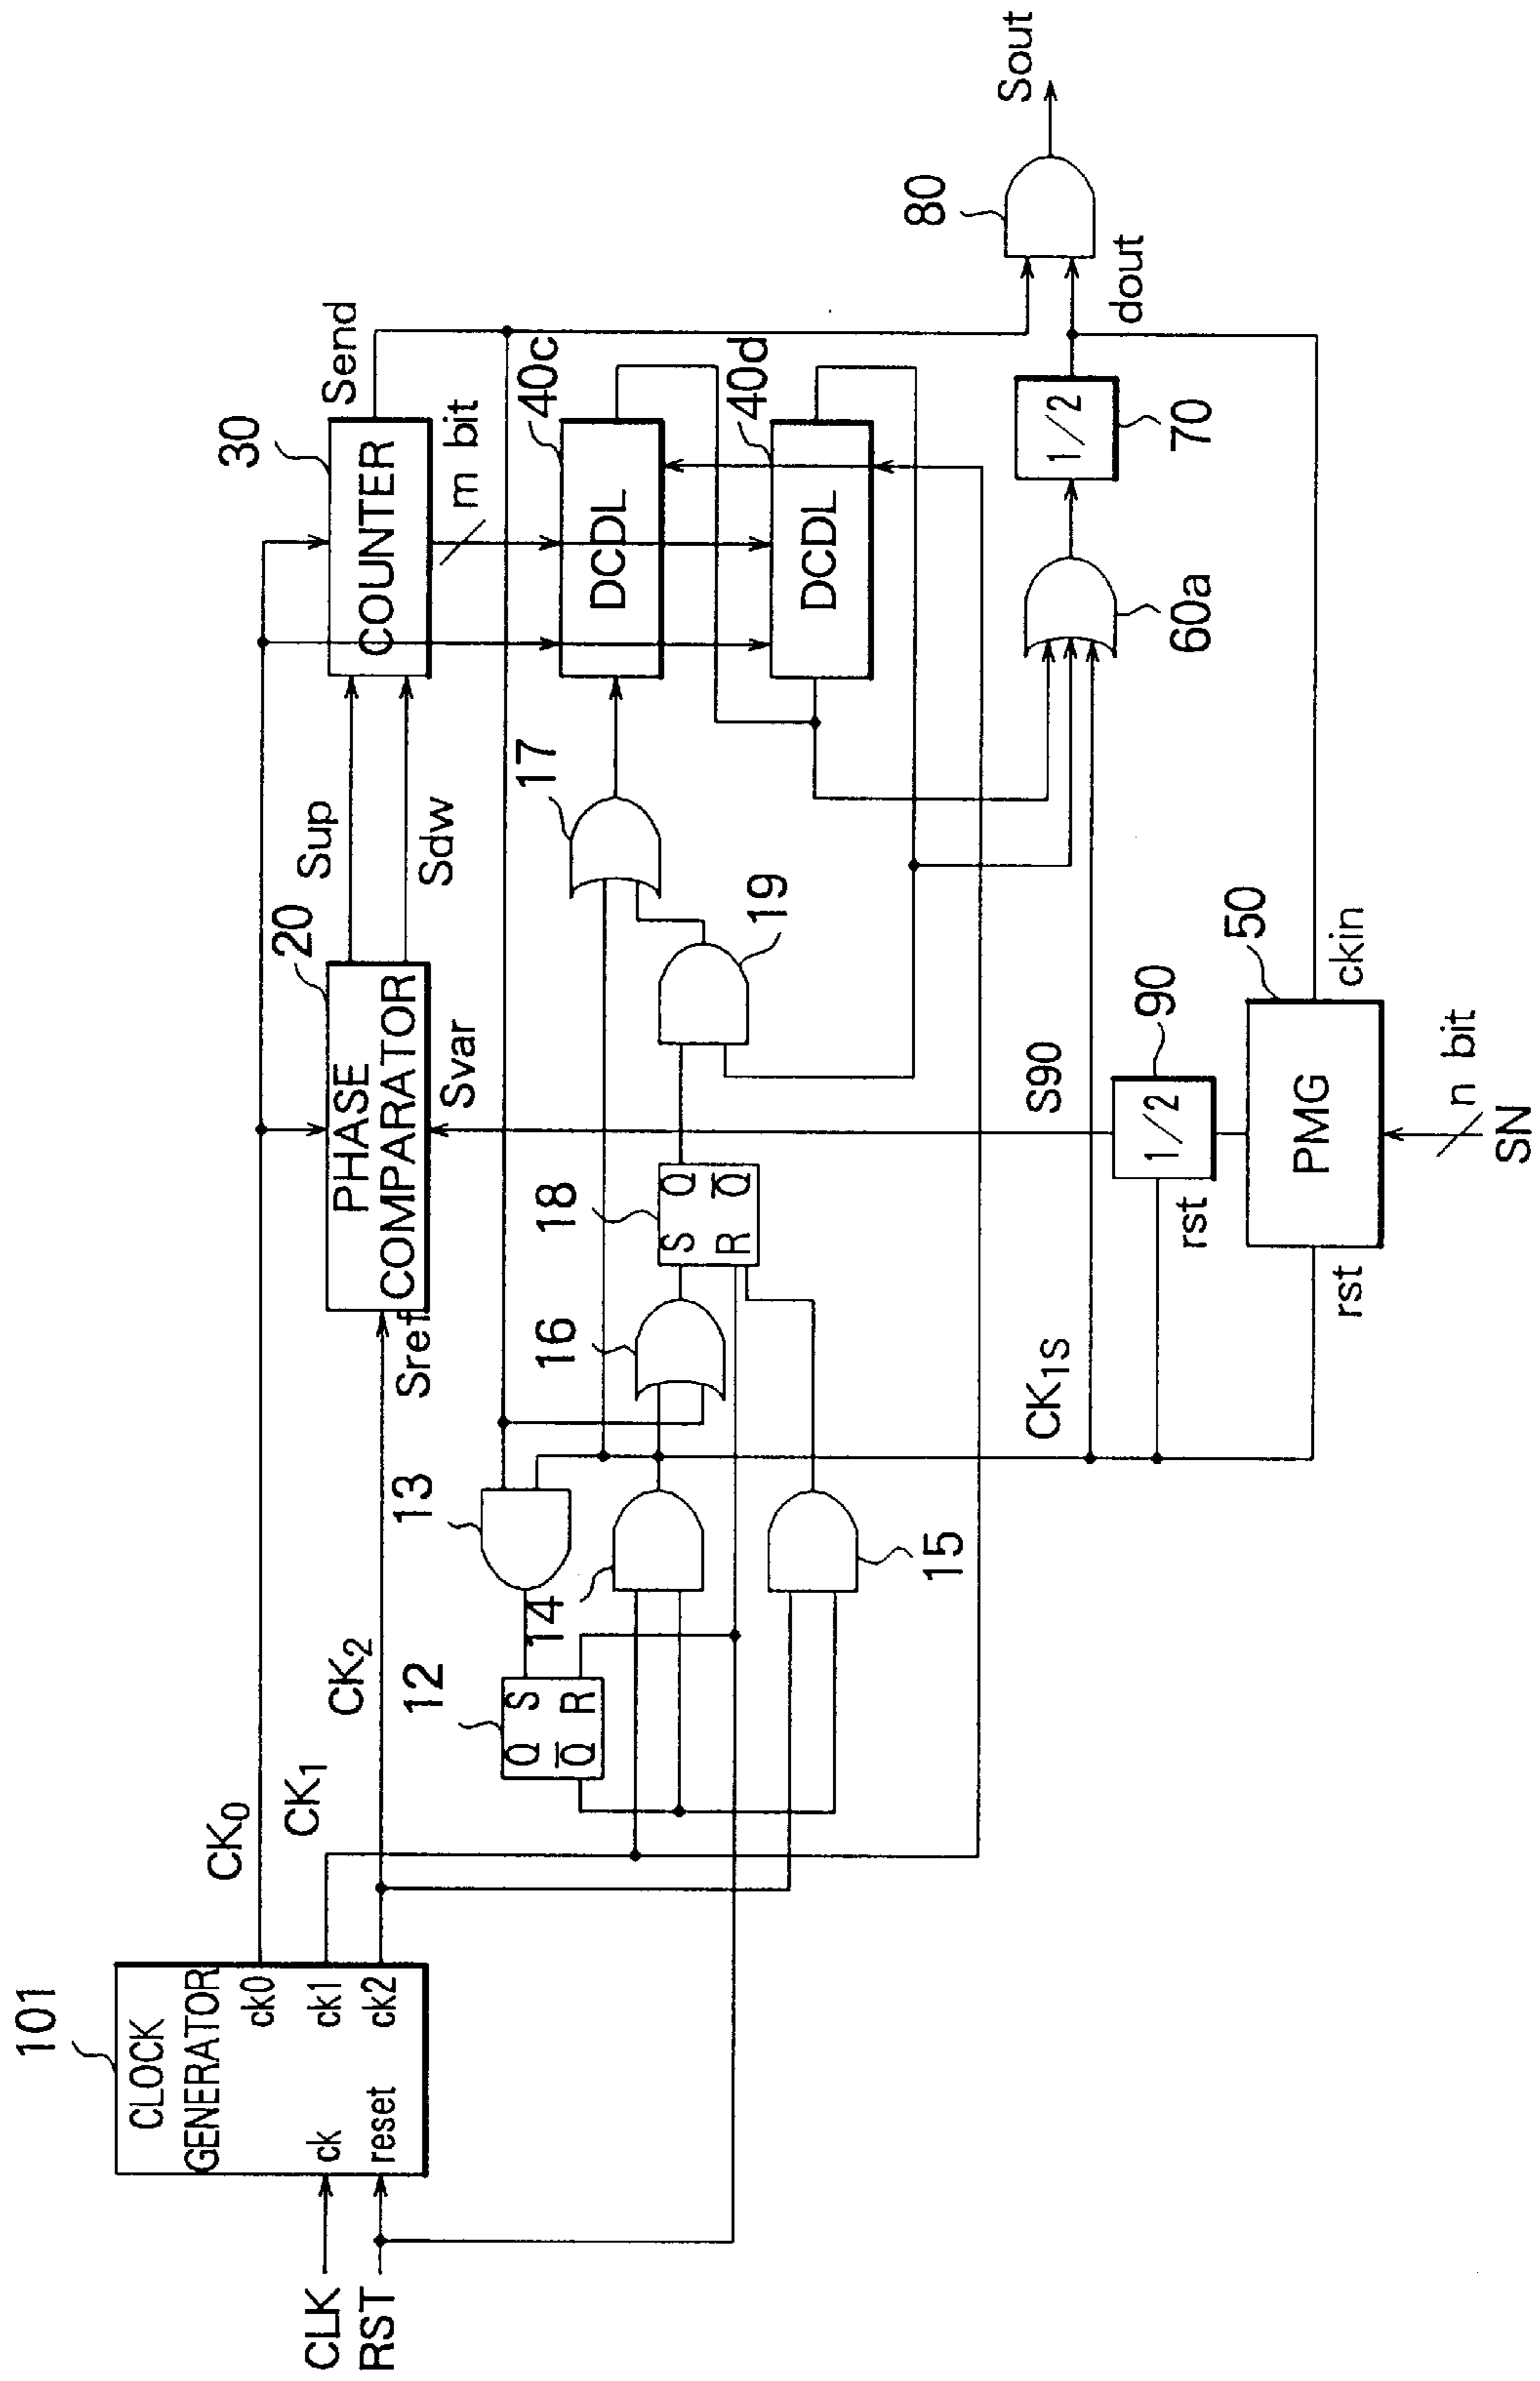 101
CLOCK
GENERATOR
ck
reset
ck0
ck1
ck2
CLK
RST
CK0
CK1
CK2
Sref
20
PHASE
COMPARATOR
Svar
Sup
Sdw
30
COUNTER
Send
m bit
40c
DCDL
40d
DCDL
12
Q S
Q̅ R
13
14
15
16
17
18
S Q
R Q̅
19
CK1S
S90
60a
1/2
70
dout
80
Sout
90
1/2
rst
50
PMG
rst
ckin
n bit
SN